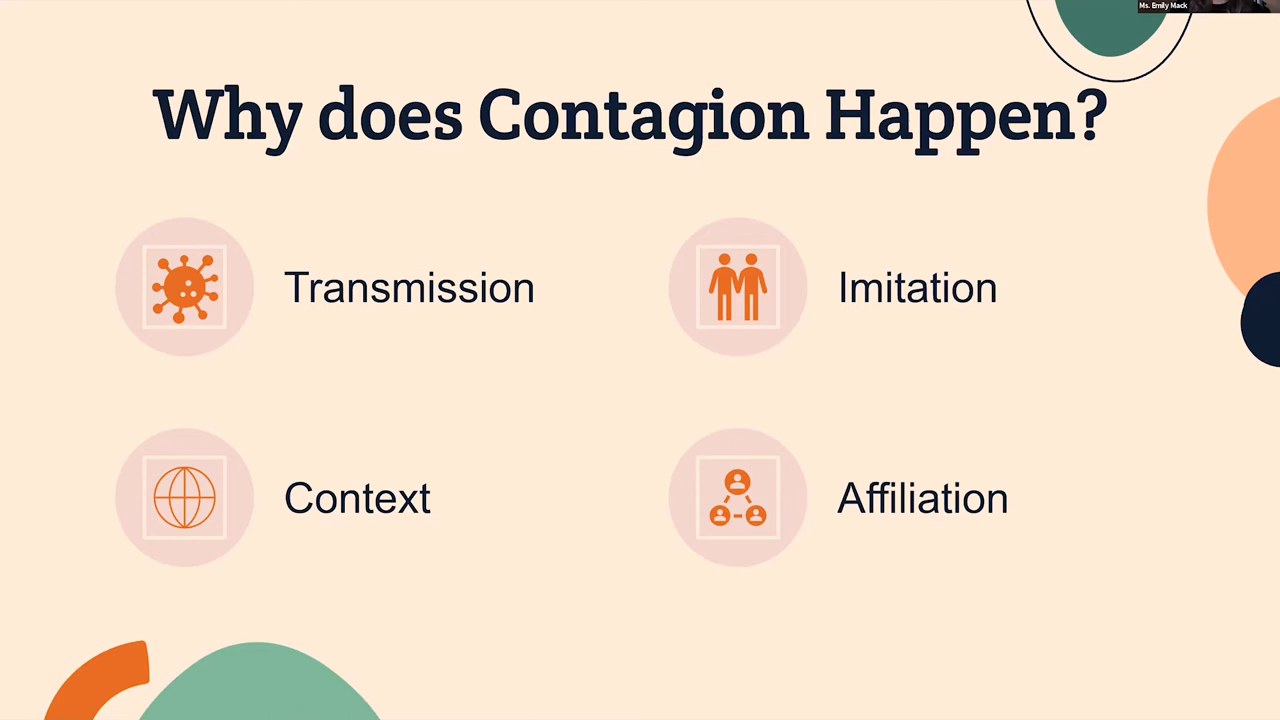 Ms. Emily Mack
Why does Contagion Happen?
Transmission
Imitation
Context
Affiliation